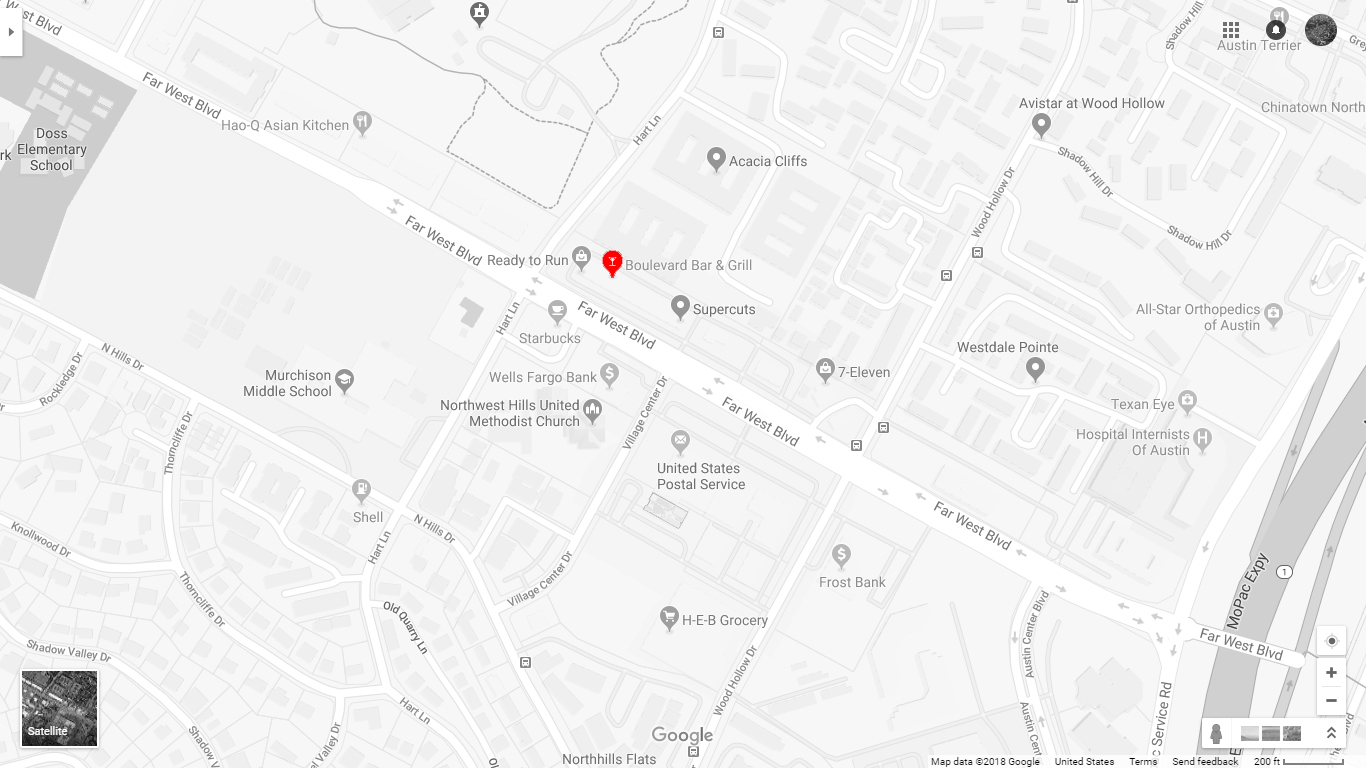 st Blvd
Shadow Hill
Grey
Austin Terrier
Far West Blvd
Avistar at Wood Hollow
Chinatown North
Hao-Q Asian Kitchen
Hart Ln
Doss
Elementary
School
rk
Acacia Cliffs
Shadow Hill Dr
Wood Hollow Dr
Shadow Hill Dr
Far West Blvd
Ready to Run
Boulevard Bar & Grill
Supercuts
All-Star Orthopedics
of Austin
Hart Ln
Far West Blvd
Starbucks
N Hills Dr
Westdale Pointe
Rockledge Dr
Murchison
Middle School
Wells Fargo Bank
7-Eleven
Northwest Hills United
Methodist Church
Village Center Dr
Far West Blvd
Texan Eye
Hospital Internists
Of Austin
Thorncliffe Dr
United States
Postal Service
Shell
N Hills Dr
Far West Blvd
Knollwood Dr
Hart Ln
Thorncliffe Dr
Village Center Dr
Frost Bank
MoPac Expy
1
Old Quarry Ln
H-E-B Grocery
Austin Center Blvd
Far West Blvd
Shadow Valley Dr
Wood Hollow Dr
Hart Ln
Satellite
Google
Northhills Flats
Map data ©2018 Google
United States
Terms
Send feedback
200 ft